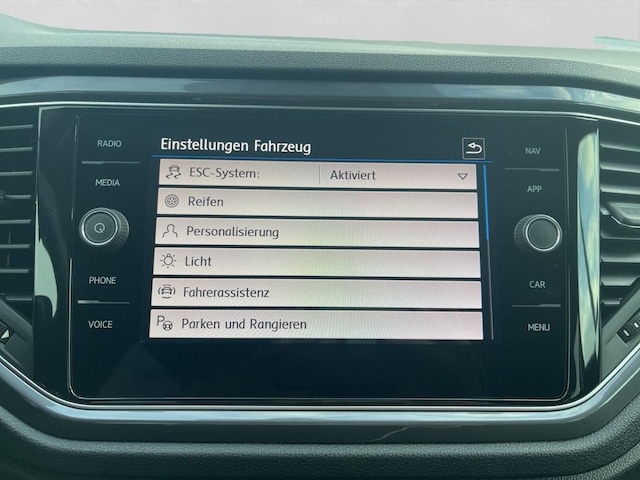 RADIO
MEDIA
PHONE
VOICE
Einstellungen Fahrzeug
ESC-System: Aktiviert
Reifen
Personalisierung
Licht
Fahrerassistenz
P Parken und Rangieren
NAV
APP
CAR
MENU